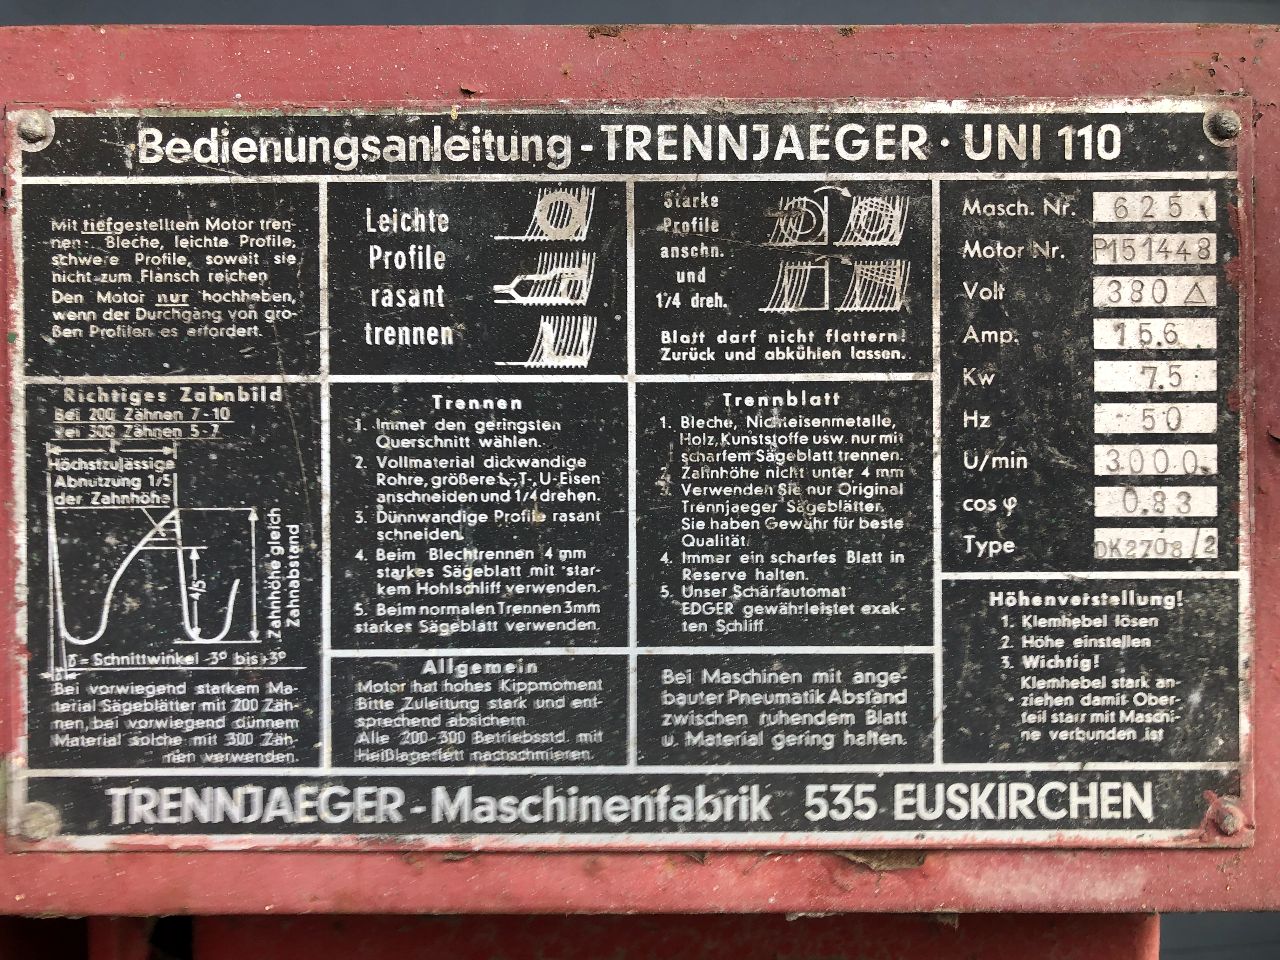 Bedienungsanleitung - TRENNJAEGER · UNI 110
Mit tiefgestelltem Motor tren-
nen: Bleche, leichte Profile,
schwere Profile, soweit sie
nicht zum Flansch reichen
Den Motor nur hochheben,
wenn der Durchgang von gro-
ßen Profilen es erfordert.
Leichte
Profile
rasant
trennen
Starke
Profile
anschn.
und
1/4 dreh.
Blatt darf nicht flattern!
Zurück und abkühlen lassen.
Masch. Nr. 625
Motor Nr. P151448
Volt 380 △
Amp. 15.6
Kw 7.5
Hz 50
U/min 3000
cos φ 0.83
Type DK2708/2
Richtiges Zahnbild
Bei 200 Zähnen 7-10
Bei 300 Zähnen 5-7
Höchstzulässige
Abnutzung 1/5
der Zahnhöhe
4/5
Zahnhöhe gleich
Zahnabstand
= Schnittwinkel -3° bis +3°
Bei vorwiegend starkem Ma-
terial Sägeblätter mit 200 Zäh-
nen, bei vorwiegend dünnem
Material solche mit 300 Zäh-
nen verwenden.
Trennen
1. Immer den geringsten
Querschnitt wählen.
2. Vollmaterial dickwandige
Rohre, größere L-,T-, U-Eisen
anschneiden und 1/4 drehen.
3. Dünnwandige Profile rasant
schneiden.
4. Beim Blechtrennen 4 mm
starkes Sägeblatt mit star-
kem Hohlschliff verwenden.
5. Beim normalen Trennen 3mm
starkes Sägeblatt verwenden.
Trennblatt
1. Bleche, Nichteisenmetalle,
Holz, Kunststoffe usw. nur mit
scharfem Sägeblatt trennen.
2. Zahnhöhe nicht unter 4 mm
3. Verwenden Sie nur Original
Trennjaeger Sägeblätter.
Sie haben Gewähr für beste
Qualität.
4. Immer ein scharfes Blatt in
Reserve halten.
5. Unser Schärfautomat
EDGER gewährleistet exak-
ten Schliff.
Allgemein
Motor hat hohes Kippmoment
Bitte Zuleitung stark und ent-
sprechend absichern.
Alle 200-300 Betriebsstd. mit
Heißlagerfett nachschmieren.
Bei Maschinen mit ange-
bauter Pneumatik Abstand
zwischen ruhendem Blatt
u. Material gering halten.
Höhenverstellung!
1. Klemhebel lösen
2. Höhe einstellen
3. Wichtig!
Klemhebel stark an-
ziehen damit Ober-
teil starr mit Maschi-
ne verbunden ist
TRENNJAEGER - Maschinenfabrik 535 EUSKIRCHEN